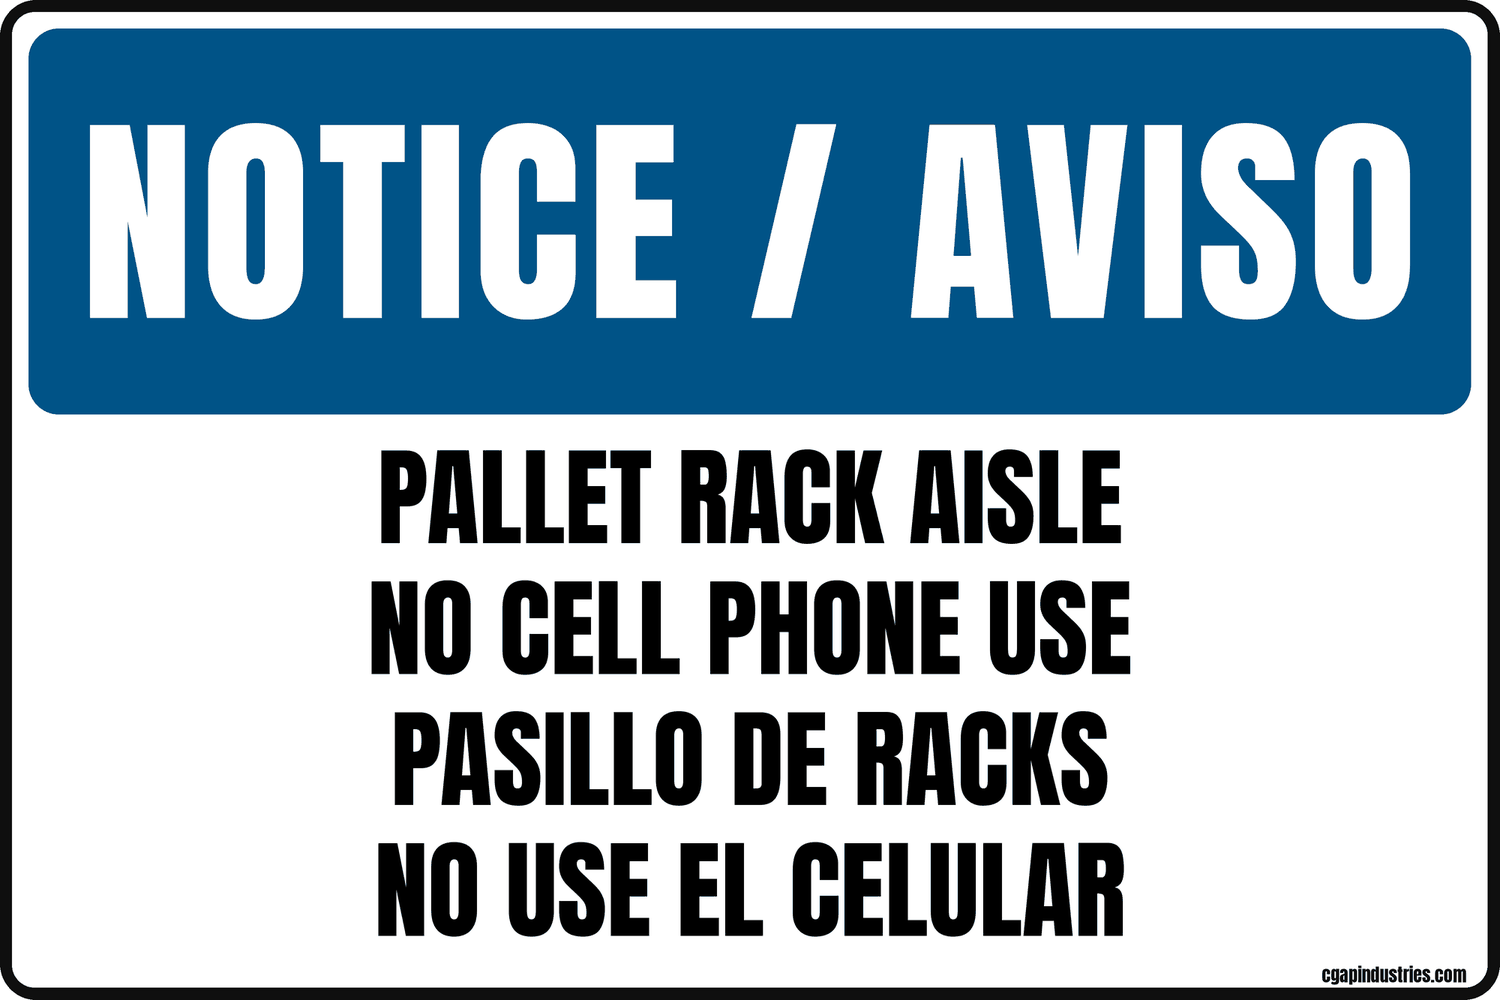 NOTICE / AVISO
PALLET RACK AISLE
NO CELL PHONE USE
PASILLO DE RACKS
NO USE EL CELULAR
cgapindustries.com